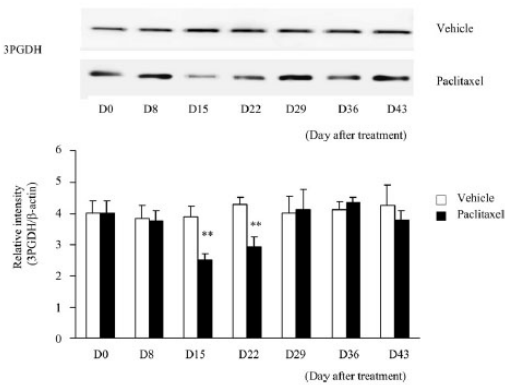 Vehicle
3PGDH
Paclitaxel
D0 D8 D15 D22 D29 D36 D43
(Day after treatment)
Relative intensity
(3PGDH/β-actin)
6
5
4
3
2
1
0
** **
Vehicle
Paclitaxel
D0 D8 D15 D22 D29 D36 D43
(Day after treatment)